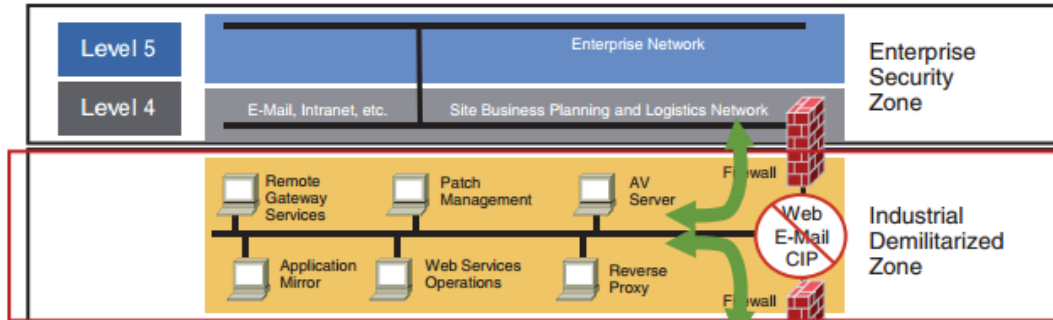 Level 5
Enterprise Network
Level 4
E-Mail, Intranet, etc.
Site Business Planning and Logistics Network
Enterprise
Security
Zone
Remote
Gateway
Services
Patch
Management
AV
Server
Firewall
Web
E-Mail
CIP
Application
Mirror
Web Services
Operations
Reverse
Proxy
Firewall
Industrial
Demilitarized
Zone